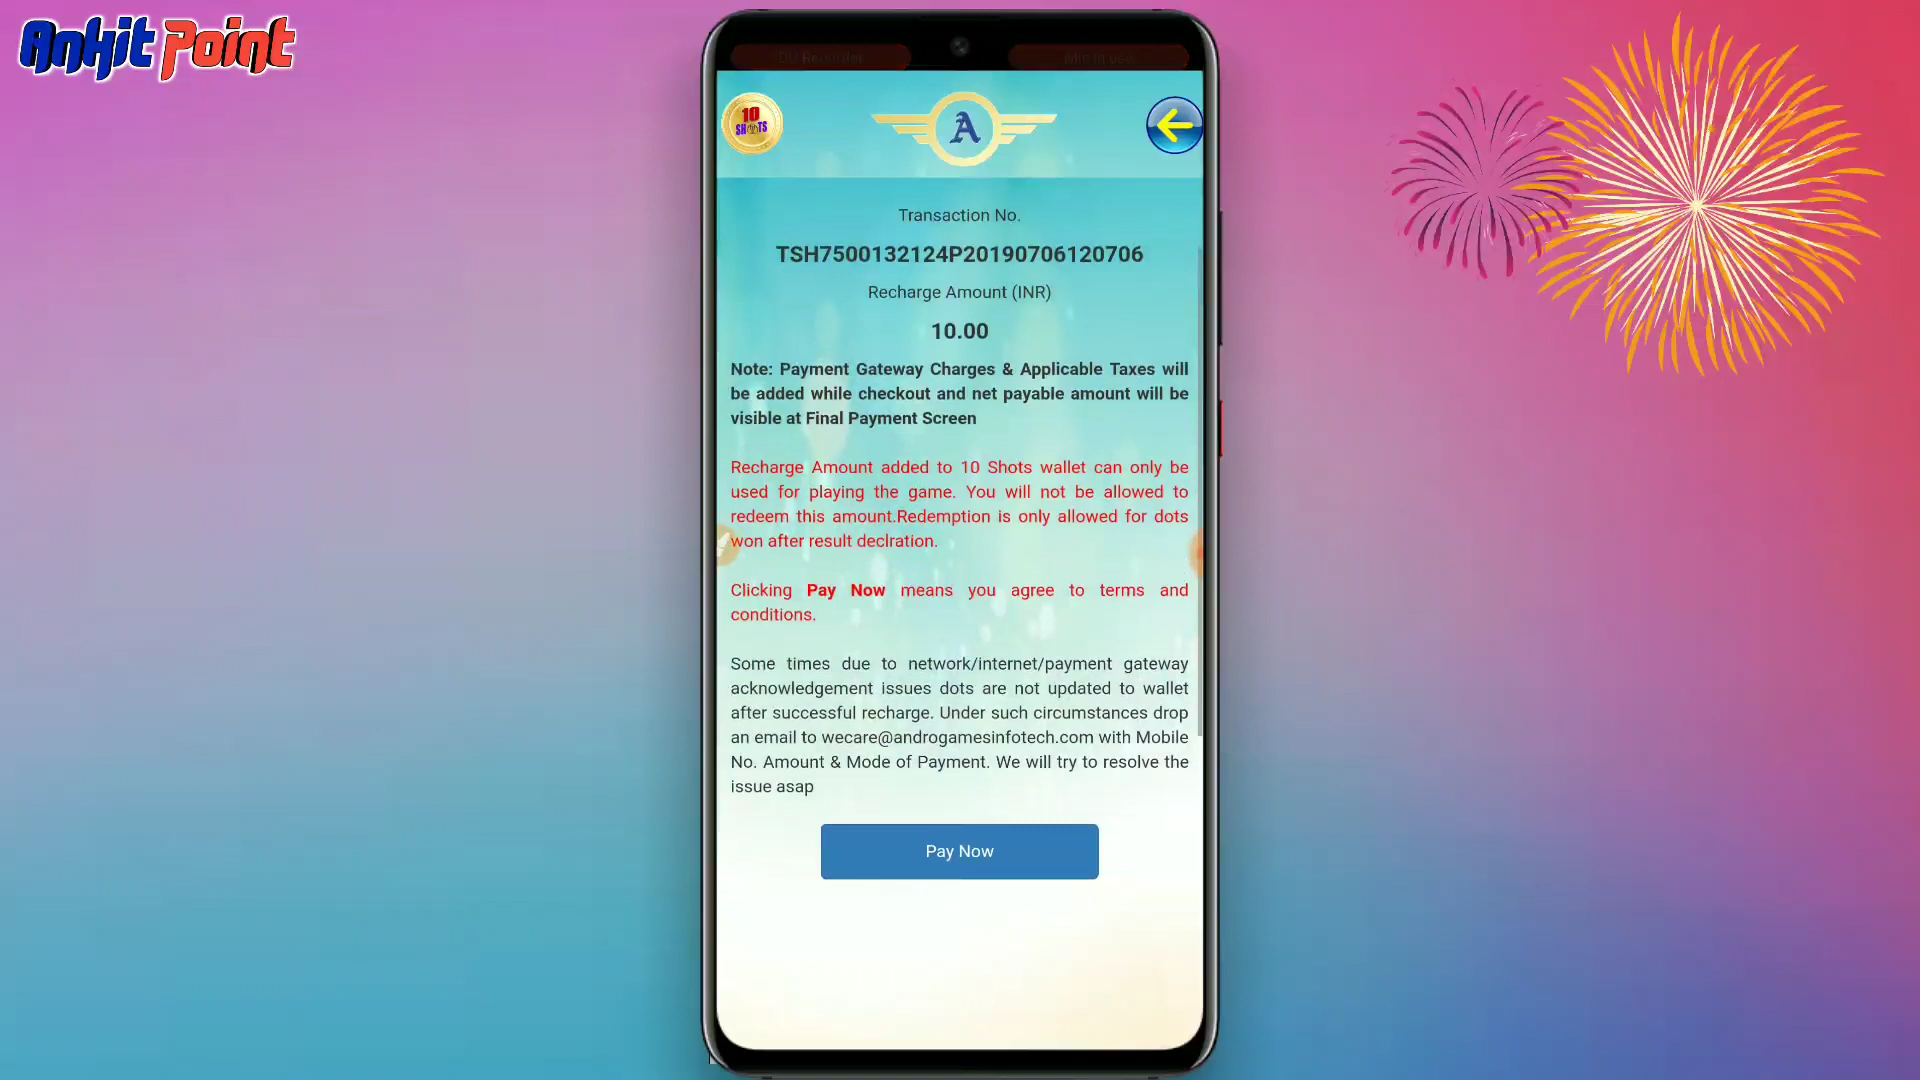 Ankit Point
DU Recorder
10
SHOTS
A
Transaction No.
TSH7500132124P20190706120706
Recharge Amount (INR)
10.00
Note: Payment Gateway Charges & Applicable Taxes will
be added while checkout and net payable amount will be
visible at Final Payment Screen
Recharge Amount added to 10 Shots wallet can only be
used for playing the game. You will not be allowed to
redeem this amount.Redemption is only allowed for dots
won after result declration.
Clicking Pay Now means you agree to terms and
conditions.
Some times due to network/internet/payment gateway
acknowledgement issues dots are not updated to wallet
after successful recharge. Under such circumstances drop
an email to wecare@androgamesinfotech.com with Mobile
No. Amount & Mode of Payment. We will try to resolve the
issue asap
Pay Now